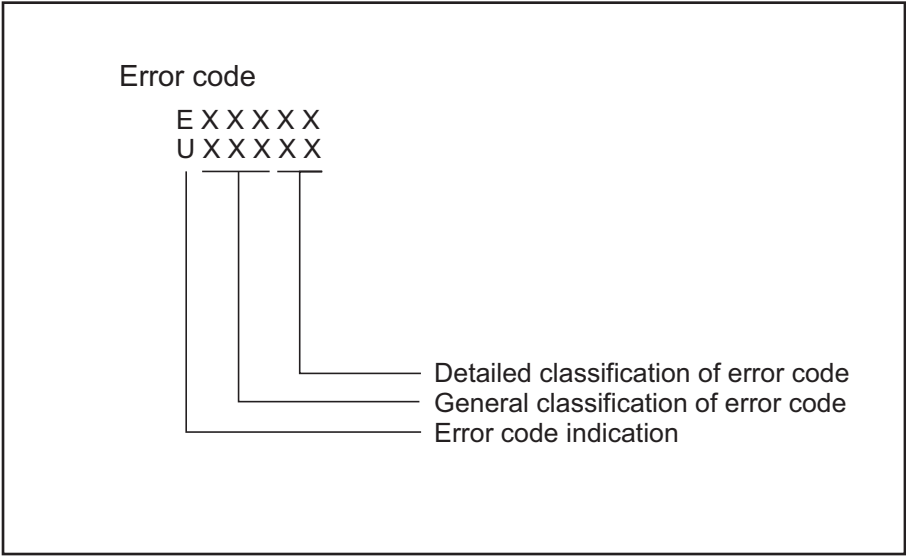 Error code
E X X X X X
U X X X X X
Detailed classification of error code
General classification of error code
Error code indication